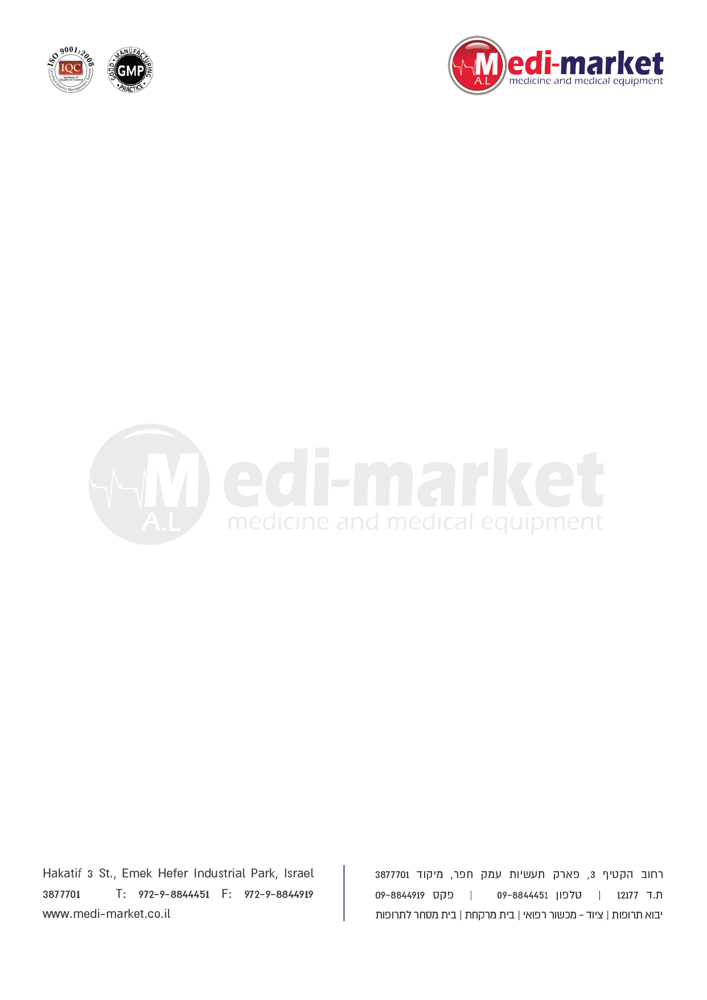 ISO 9001:2008
IQC
Institute of
Quality & Control
Certified Quality Management System
GOOD • MANUFACTURING • PRACTICE •
GMP
Medi-market
A.L
medicine and medical equipment
Medi-market
A.L
medicine and medical equipment
Hakatif 3 St., Emek Hefer Industrial Park, Israel
3877701 T: 972-9-8844451 F: 972-9-8844919
www.medi-market.co.il
רחוב הקטיף 3, פארק תעשיות עמק חפר, מיקוד 3877701
ת.ד 12177 | טלפון 09-8844451 | פקס 09-8844919
יבוא תרופות | ציוד - מכשור רפואי | בית מרקחת | בית מסחר לתרופות